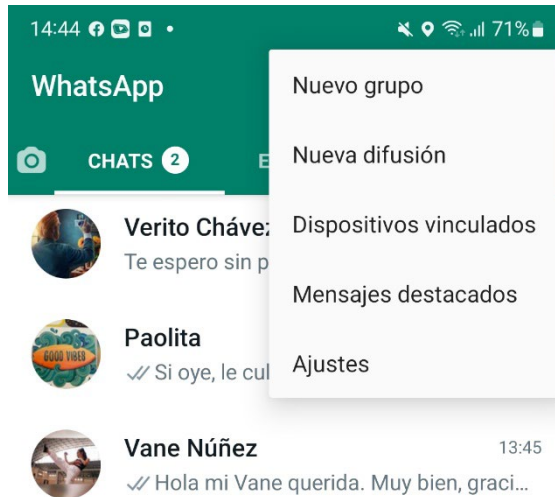 14:44 71%
WhatsApp
Nuevo grupo
CHATS 2
Nueva difusión
Verito Cháve
Dispositivos vinculados
Te espero sin p
Mensajes destacados
Paolita
GOOD VIBES
Si oye, le cul
Ajustes
Vane Núñez 13:45
Hola mi Vane querida. Muy bien, graci...